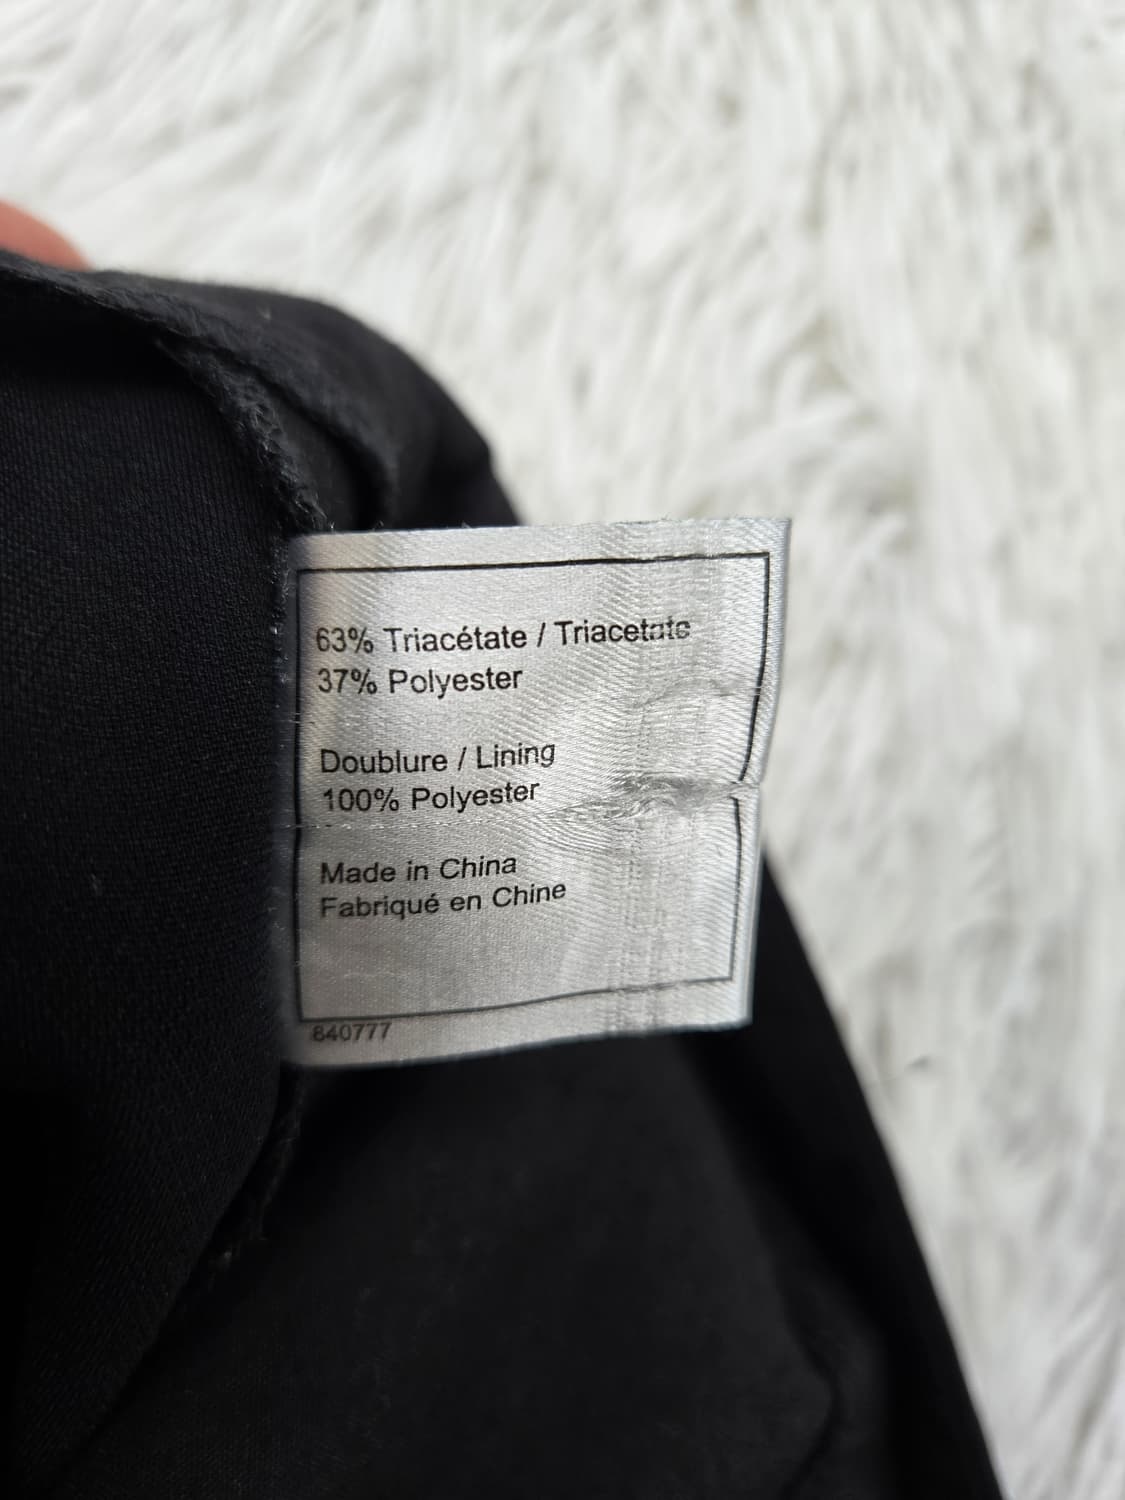 63% Triacétate / Triacetate
37% Polyester
Doublure / Lining
100% Polyester
Made in China
Fabriqué en Chine
840777